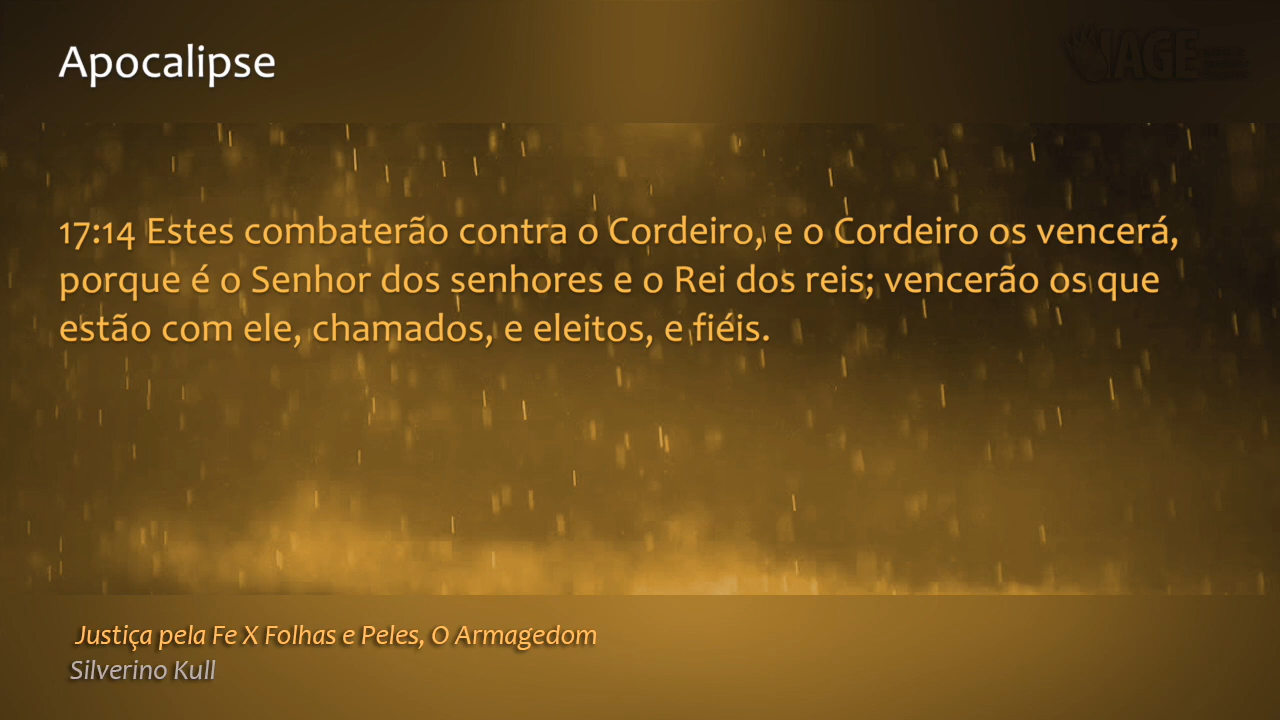 Apocalipse
IAGE
17:14 Estes combaterão contra o Cordeiro, e o Cordeiro os vencerá,
porque é o Senhor dos senhores e o Rei dos reis; vencerão os que
estão com ele, chamados, e eleitos, e fiéis.
Justiça pela Fe X Folhas e Peles, O Armagedom
Silverino Kull